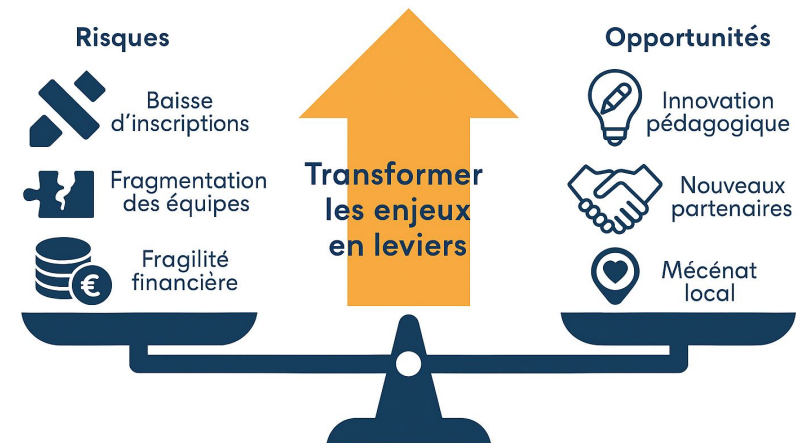 Risques
Baisse
d'inscriptions
Fragmentation
des équipes
Fragilité
financière
€
Transformer
les enjeux
en leviers
Opportunités
Innovation
pédagogique
Nouveaux
partenaires
Mécénat
local